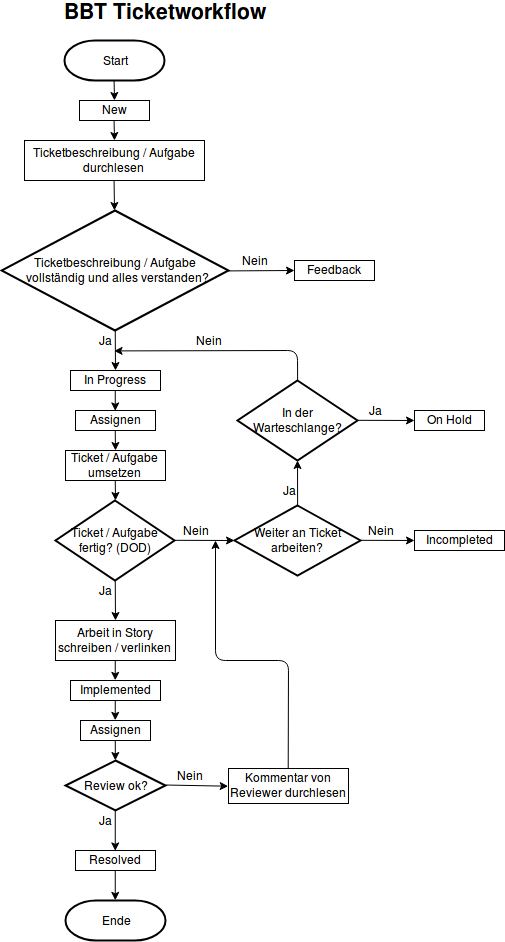 BBT Ticketworkflow
Start
New
Ticketbeschreibung / Aufgabe
durchlesen
Ticketbeschreibung / Aufgabe
vollständig und alles verstanden?
Nein
Feedback
Ja
Nein
In Progress
In der
Warteschlange?
Ja
On Hold
Assignen
Ticket / Aufgabe
umsetzen
Ja
Ticket / Aufgabe
fertig? (DOD)
Nein
Weiter an Ticket
arbeiten?
Nein
Incompleted
Ja
Arbeit in Story
schreiben / verlinken
Implemented
Assignen
Review ok?
Nein
Kommentar von
Reviewer durchlesen
Ja
Resolved
Ende